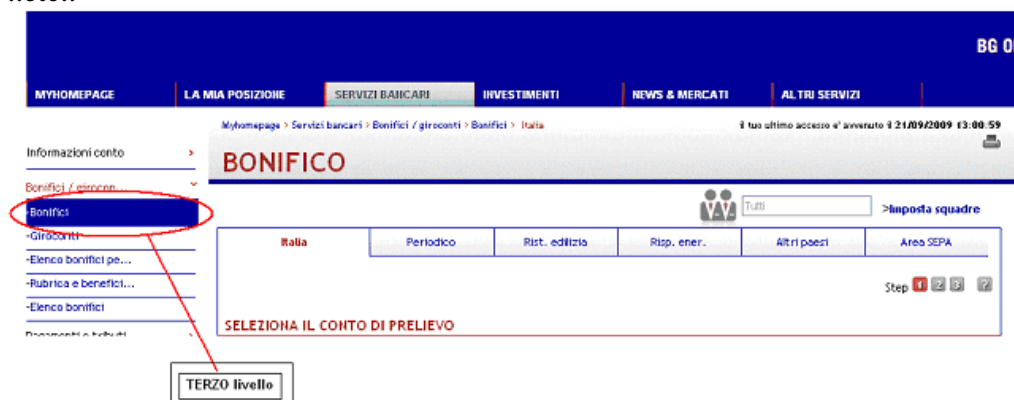 BG O
MYHOMEPAGE LA MIA POSIZIONE SERVIZI BANCARI INVESTIMENTI NEWS & MERCATI ALTRI SERVIZI
Myhomepage > Servizi bancari > Bonifici / giroconti > Bonifici > Italia
il tuo ultimo accesso e' avvenuto il 21/09/2009 13:00:59
Informazioni conto >
BONIFICO
Bonifici / girocon...
-Bonifici
Tutti >Imposta squadre
-Giroconti
Italia Periodico Rist. edilizia Risp. ener. Altri paesi Area SEPA
-Elenco bonifici pe...
-Rubrica e benefici...
Step 1 2 3 ?
-Elenco bonifici
SELEZIONA IL CONTO DI PRELIEVO
Pagamenti e tributi
TERZO livello